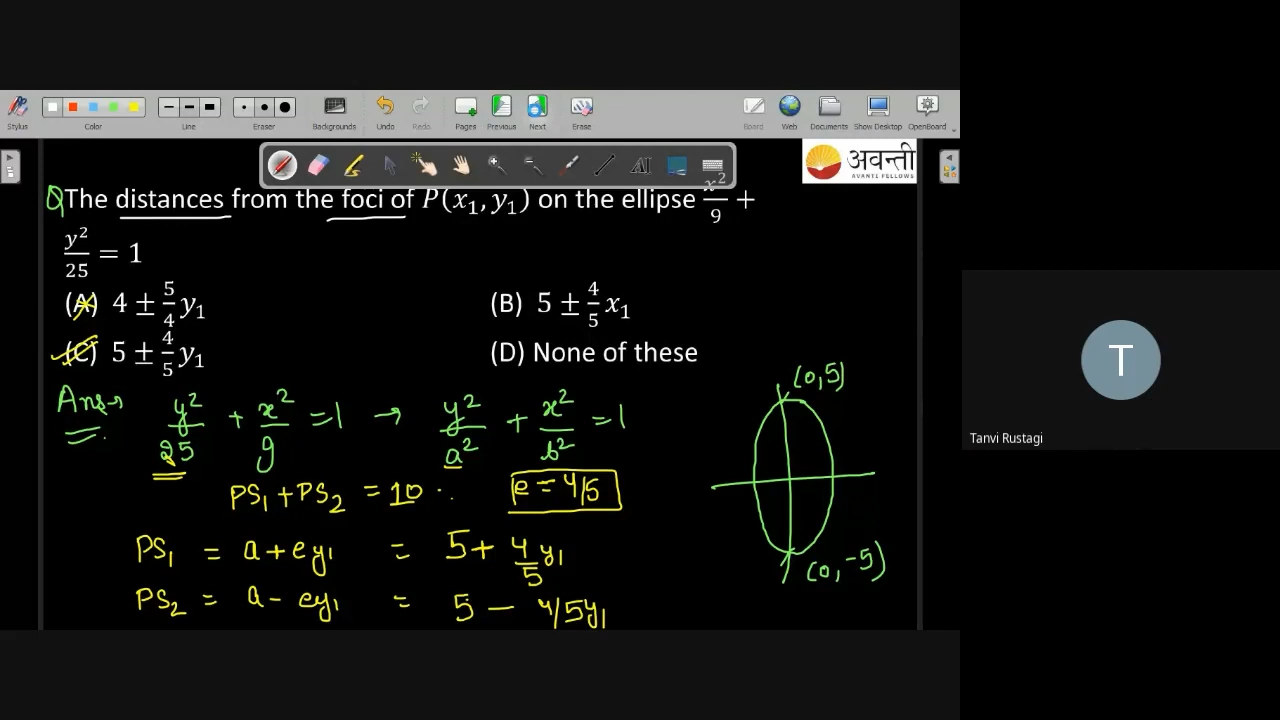 Stylus Color Line Eraser Backgrounds Undo Redo Pages Previous Next Erase Board Web Documents Show Desktop OpenBoard
अवन्ती
AVANTI FELLOWS
Q The distances from the foci of P(x₁, y₁) on the ellipse x²/9 +
y²/25 = 1
(A) 4 ± 5/4 y₁ (B) 5 ± 4/5 x₁
(C) 5 ± 4/5 y₁ (D) None of these
(0,5)
Ans→ y²/25 + x²/9 = 1 → y²/a² + x²/b² = 1
PS₁ + PS₂ = 10 e = 4/5
PS₁ = a + ey₁ = 5 + 4/5 y₁
(0, -5)
PS₂ = a - ey₁ = 5 - 4/5y₁
T
Tanvi Rustagi